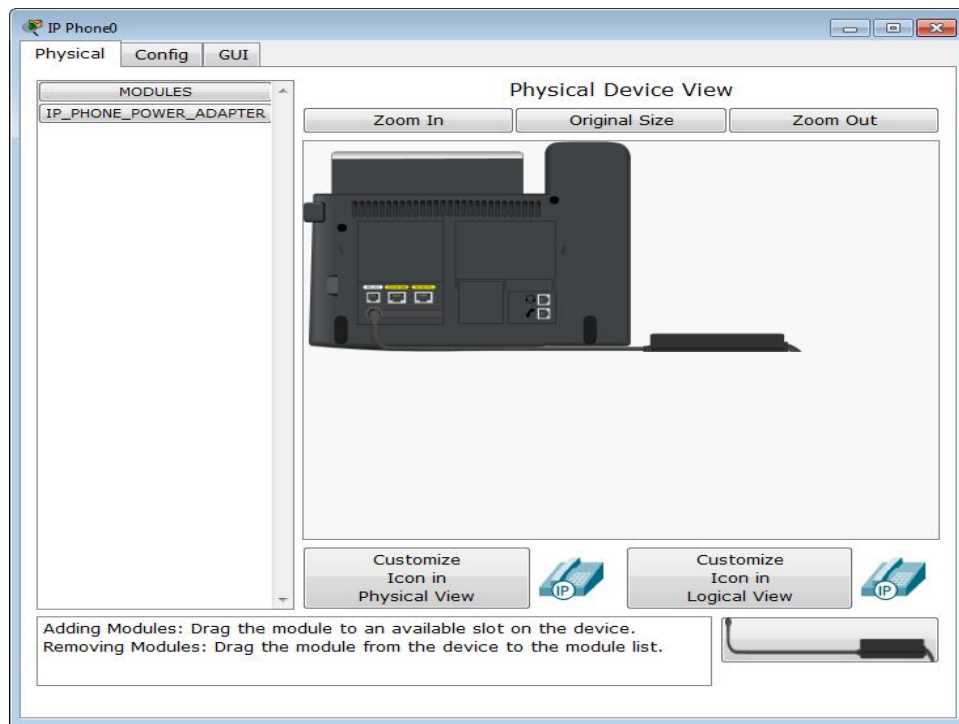 IP Phone0
Physical Config GUI
MODULES
IP_PHONE_POWER_ADAPTER
Physical Device View
Zoom In Original Size Zoom Out
Customize
Icon in
Physical View
IP
Customize
Icon in
Logical View
IP
Adding Modules: Drag the module to an available slot on the device.
Removing Modules: Drag the module from the device to the module list.